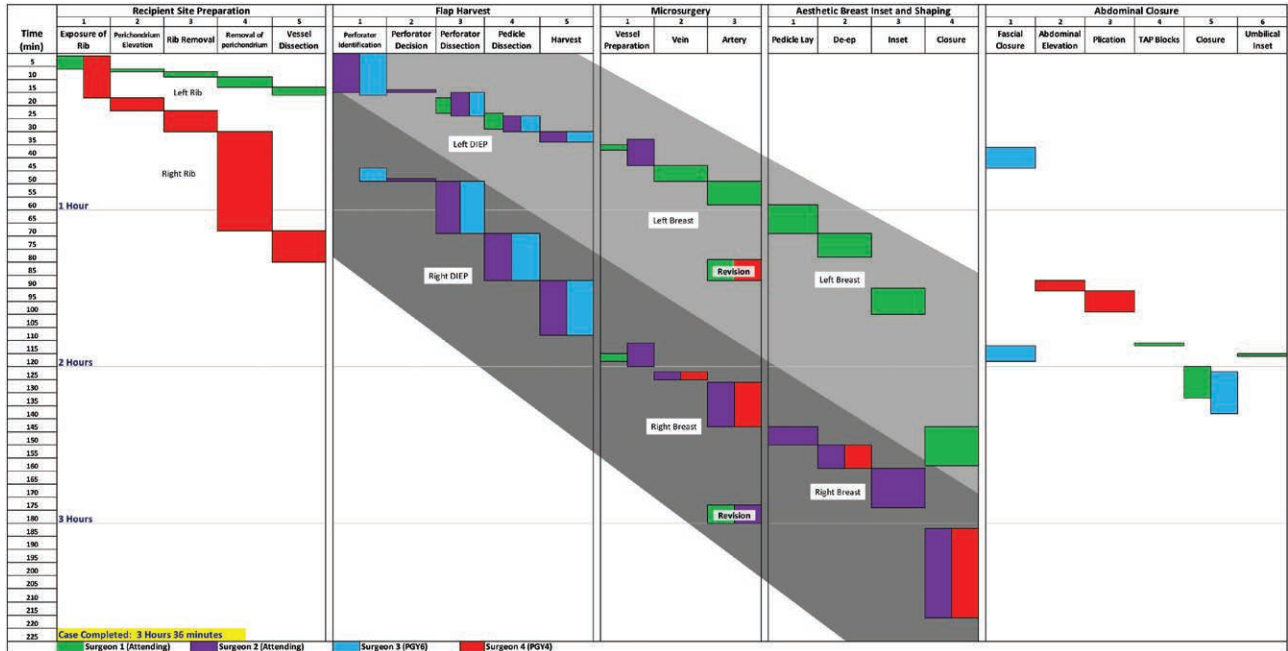 Recipient Site Preparation Flap Harvest Microsurgery Aesthetic Breast Inset and Shaping Abdominal Closure
1 2 3 4 5 1 2 3 4 5 1 2 3 1 2 3 4 1 2 3 4 5 6
Time (min)
Exposure of Rib
Perichondrium Elevation
Rib Removal
Removal of perichondrium
Vessel Dissection
Perforator Identification
Perforator Decision
Perforator Dissection
Pedicle Dissection
Harvest
Vessel Preparation
Vein
Artery
Pedicle Lay
De-ep
Inset
Closure
Fascial Closure
Abdominal Elevation
Plication
TAP Blocks
Closure
Umbilical Inset
5
10
15
20
25
30
35
40
45
50
55
60
65
70
75
80
85
90
95
100
105
110
115
120
125
130
135
140
145
150
155
160
165
170
175
180
185
190
195
200
205
210
215
220
225
Left Rib
Right Rib
Left DIEP
Right DIEP
Left Breast
Revision
Left Breast
Right Breast
Right Breast
Revision
1 Hour
2 Hours
3 Hours
Case Completed: 3 Hours 36 minutes
Surgeon 1 (Attending) Surgeon 2 (Attending) Surgeon 3 (PGY6) Surgeon 4 (PGY4)